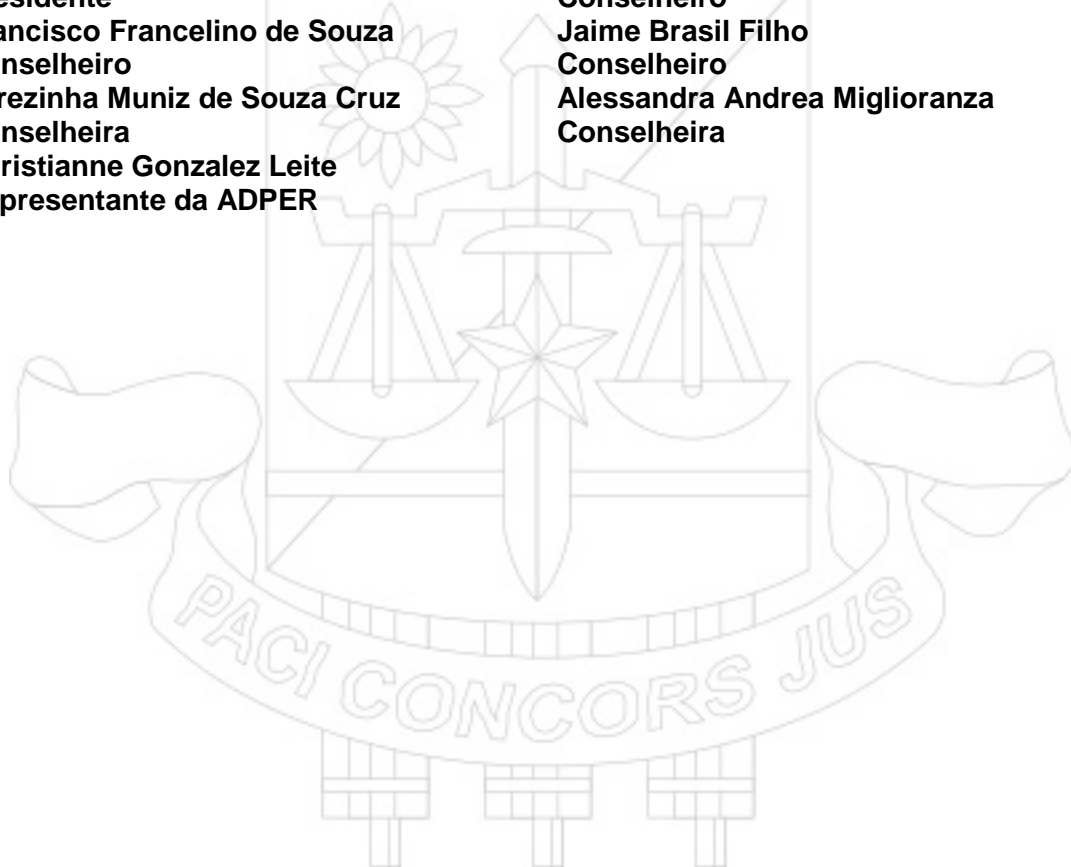 esidente
ancisco Francelino de Souza
nselheiro
rezinha Muniz de Souza Cruz
nselheira
ristianne Gonzalez Leite
presentante da ADPER
Conselheiro
Jaime Brasil Filho
Conselheiro
Alessandra Andrea Miglioranza
Conselheira
PACI CONCORS JUS